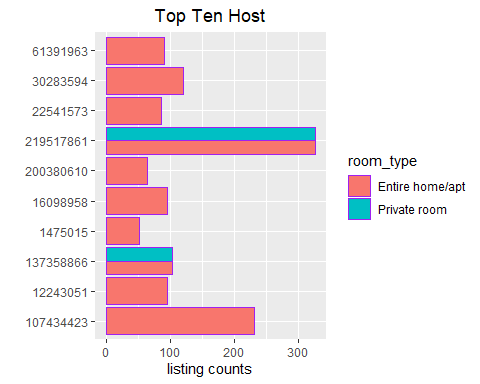 Top Ten Host
61391963
30283594
22541573
219517861
200380610
16098958
1475015
137358866
12243051
107434423
0 100 200 300
listing counts
room_type
Entire home/apt
Private room